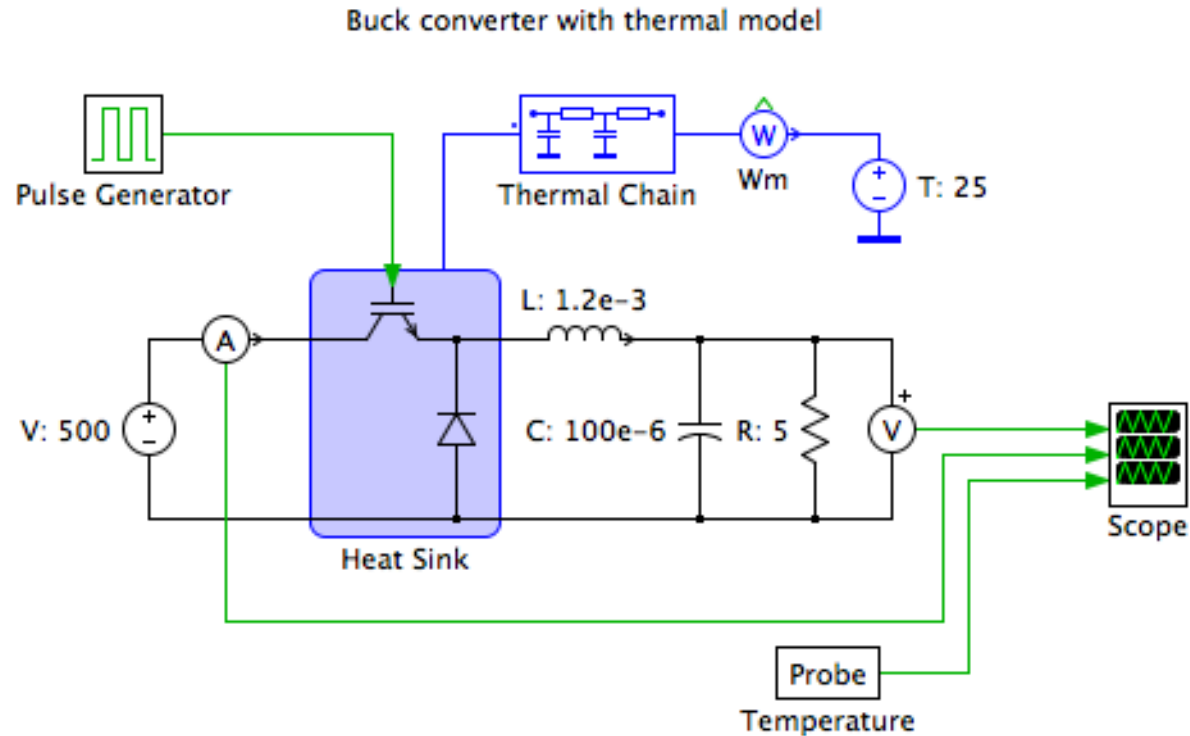 Buck converter with thermal model
Pulse Generator
Thermal Chain
W
Wm
+
−
T: 25
L: 1.2e−3
A
V: 500
+
−
C: 100e−6
R: 5
+
V
Heat Sink
Scope
Probe
Temperature